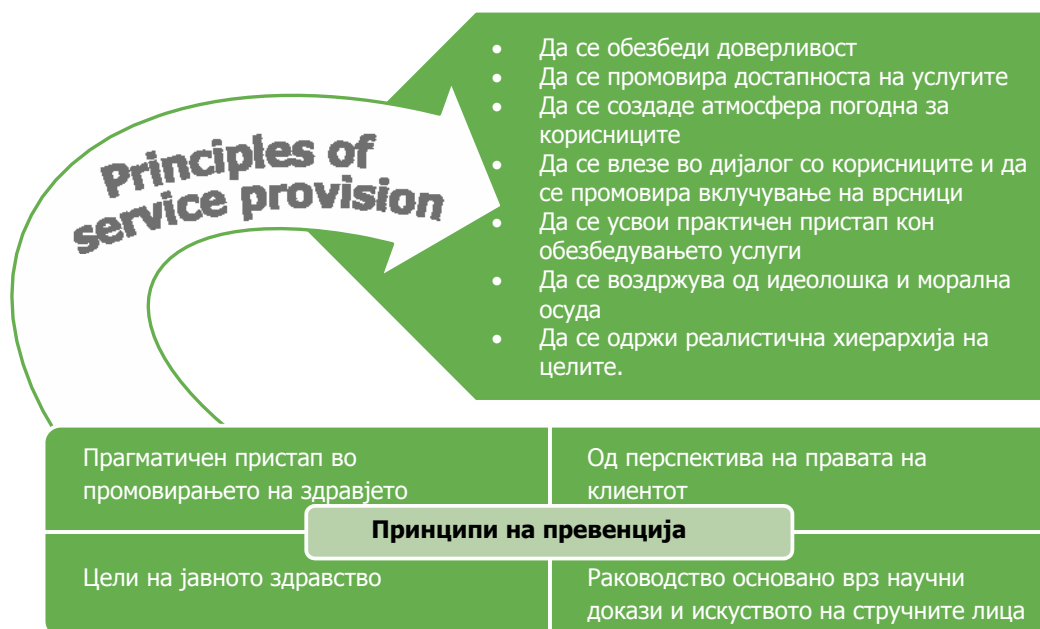 • Да се обезбеди доверливост
• Да се промовира достапноста на услугите
• Да се создаде атмосфера погодна за
корисниците
• Да се влезе во дијалог со корисниците и да
се промовира вклучување на врсници
• Да се усвои практичен пристап кон
обезбедувањето услуги
• Да се воздржува од идеолошка и морална
осуда
• Да се одржи реалистична хиерархија на
целите.
Principles of
service provision
Прагматичен пристап во
промовирањето на здравјето
Од перспектива на правата на
клиентот
Принципи на превенција
Цели на јавното здравство
Раководство основано врз научни
докази и искуството на стручните лица